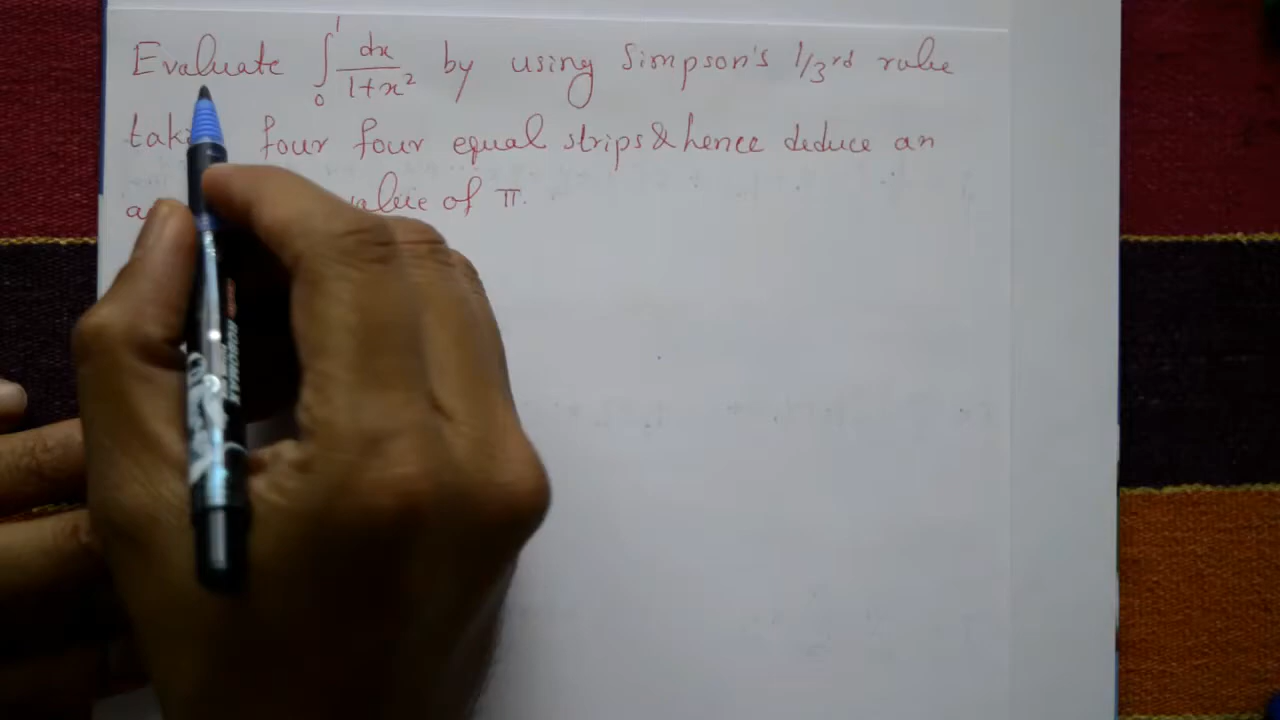 Evaluate ∫₀¹ dx/(1+x²) by using Simpson's 1/3rd rule
four four equal strips & hence deduce an
value of π.